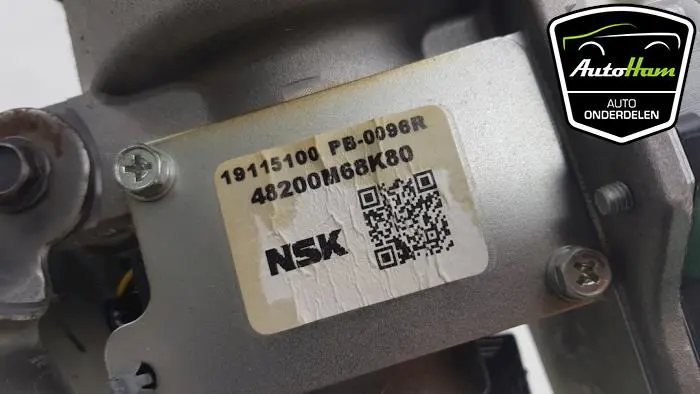 AutoHam
AUTO
ONDERDELEN
19115100 PB-0096R
48200M68K80
NSK